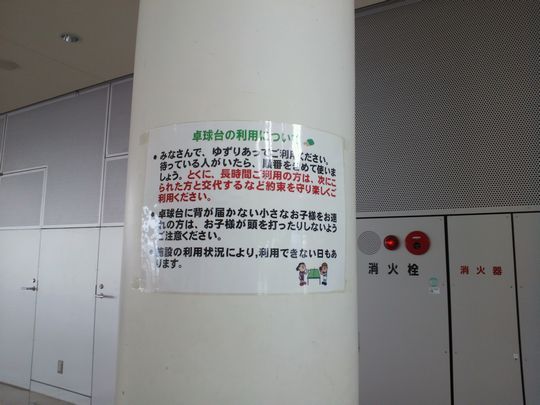 卓球台の利用について
• みなさんで、ゆずりあってご利用ください。
待っている人がいたら、順番を決めて使いま
しょう。とくに、長時間ご利用の方は、次にこ
られた方と交代するなど約束を守り楽しくご
利用ください。
• 卓球台に背が届かない小さなお子様をお連
れの方は、お子様が頭を打ったりしないよう
ご注意ください。
• 施設の利用状況により、利用できない日もあ
ります。
消火栓
消火器